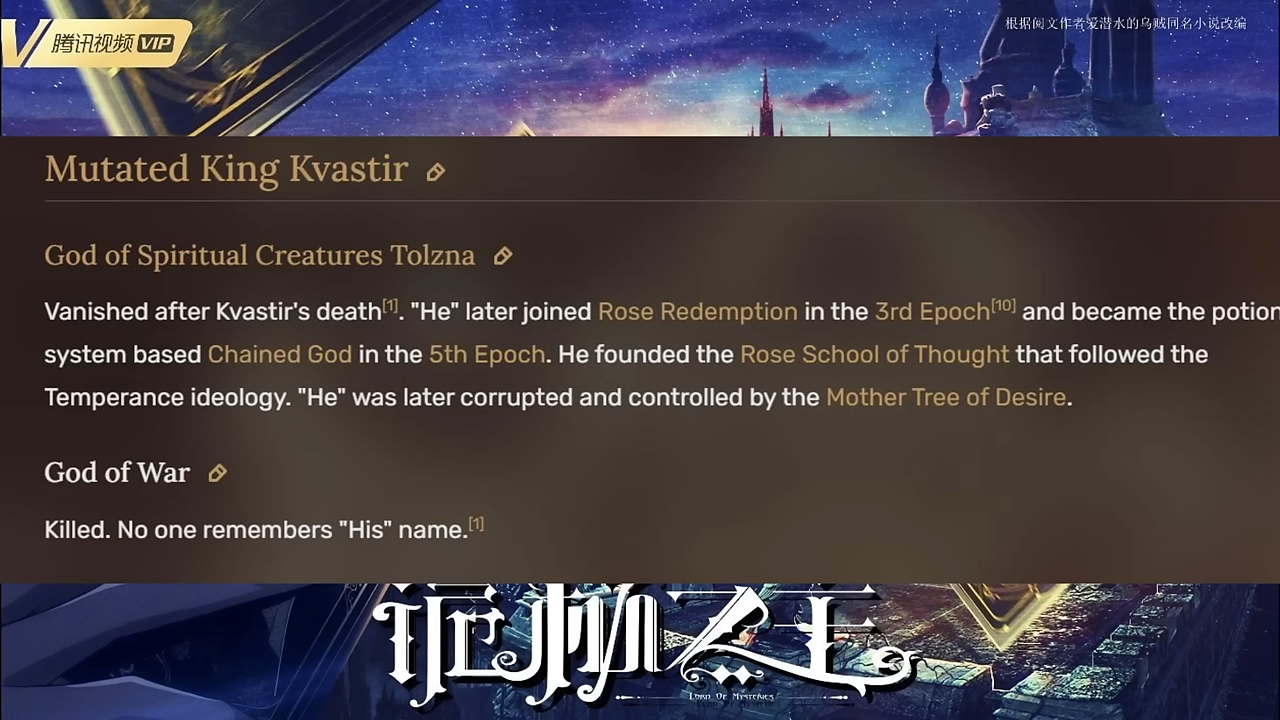 腾讯视频 VIP
根据阅文作者爱潜水的乌贼同名小说改编
Mutated King Kvastir
God of Spiritual Creatures Tolzna
Vanished after Kvastir's death[1]. "He" later joined Rose Redemption in the 3rd Epoch[10] and became the potion
system based Chained God in the 5th Epoch. He founded the Rose School of Thought that followed the
Temperance ideology. "He" was later corrupted and controlled by the Mother Tree of Desire.
God of War
Killed. No one remembers "His" name.[1]
诡秘之主
LORD OF MYSTERIES